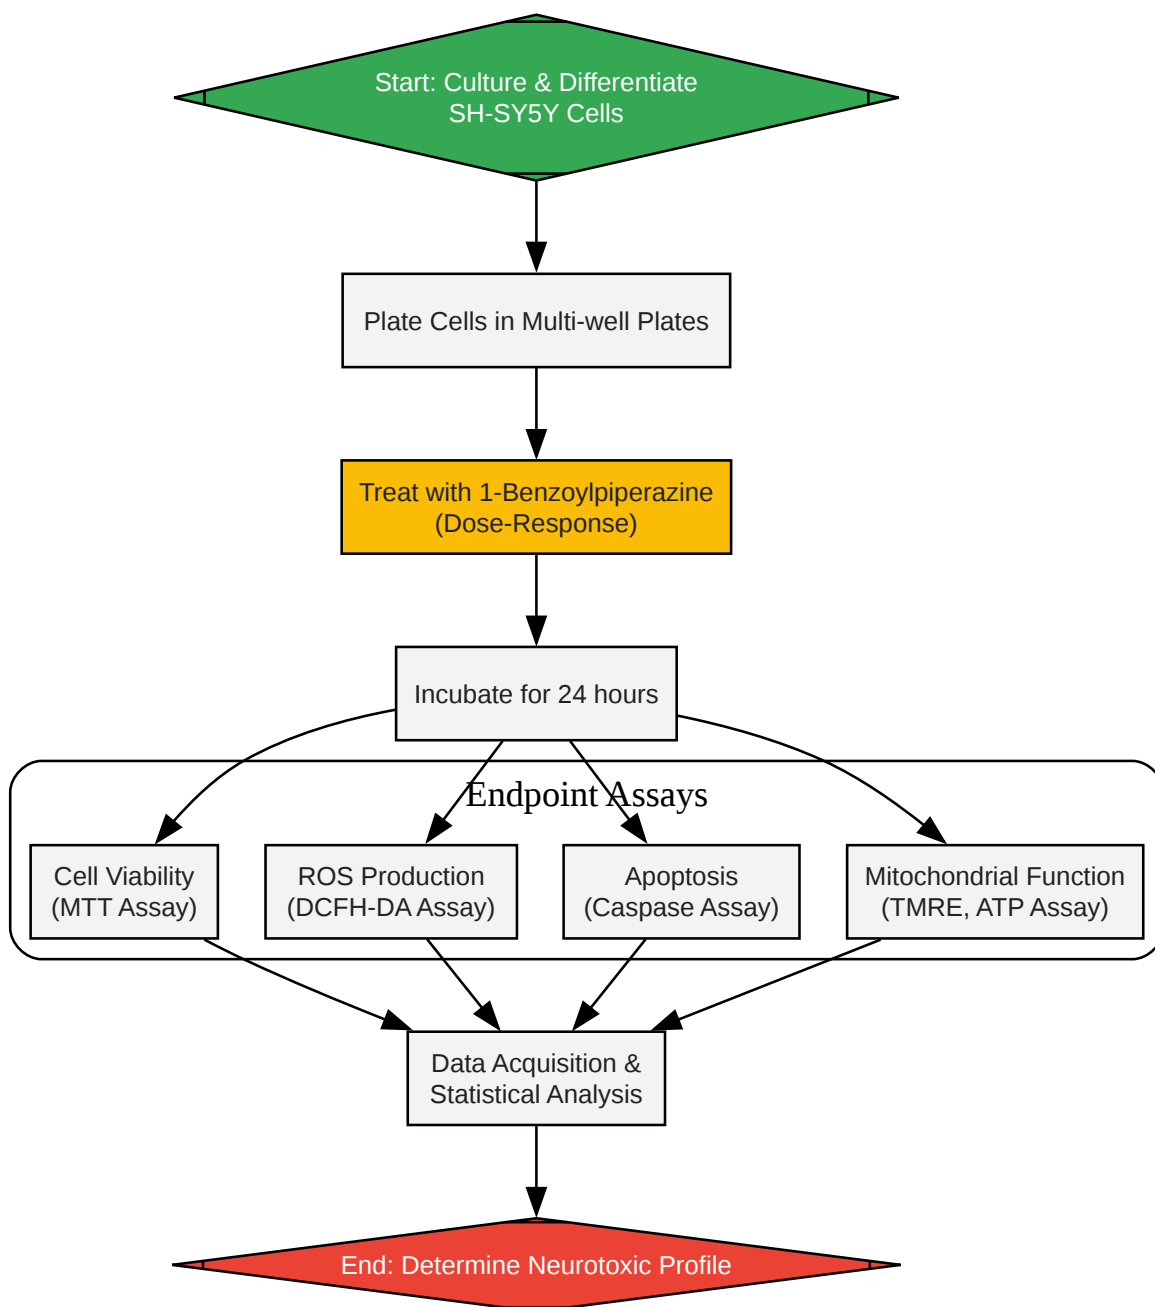 Start: Culture & Differentiate
SH-SY5Y Cells
Plate Cells in Multi-well Plates
Treat with 1-Benzoylpiperazine
(Dose-Response)
Incubate for 24 hours
Endpoint Assays
Cell Viability
(MTT Assay)
ROS Production
(DCFH-DA Assay)
Apoptosis
(Caspase Assay)
Mitochondrial Function
(TMRE, ATP Assay)
Data Acquisition &
Statistical Analysis
End: Determine Neurotoxic Profile